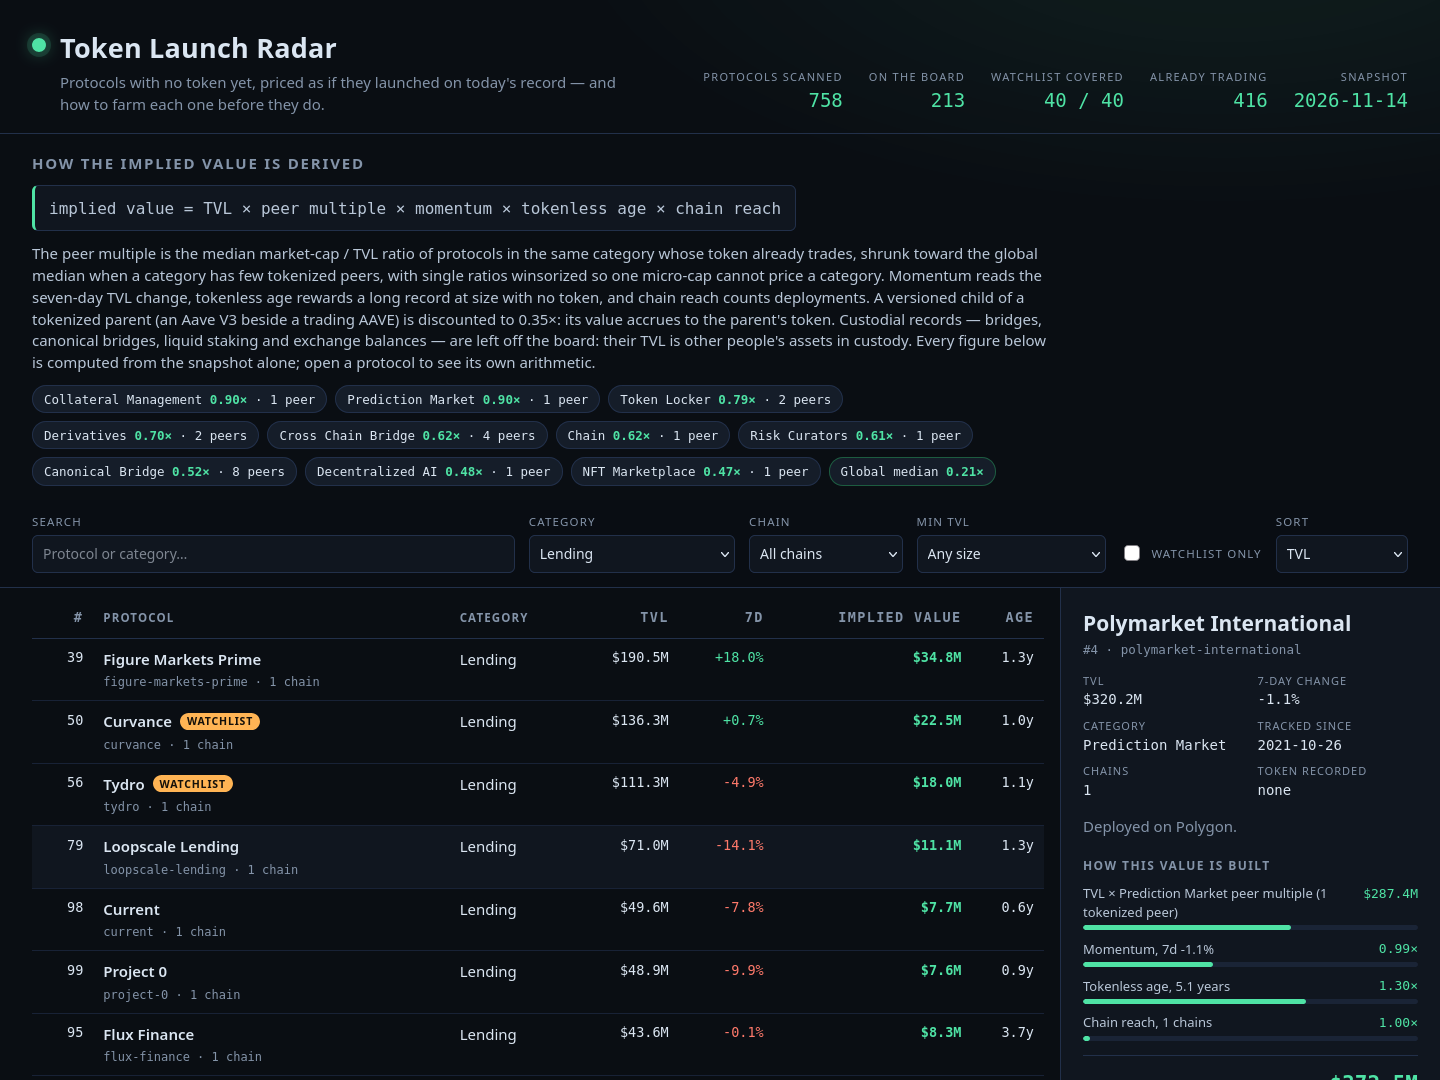 Token Launch Radar
Protocols with no token yet, priced as if they launched on today's record — and
how to farm each one before they do.
PROTOCOLS SCANNED
758
ON THE BOARD
213
WATCHLIST COVERED
40 / 40
ALREADY TRADING
416
SNAPSHOT
2026-11-14
HOW THE IMPLIED VALUE IS DERIVED
implied value = TVL × peer multiple × momentum × tokenless age × chain reach
The peer multiple is the median market-cap / TVL ratio of protocols in the same category whose token already trades, shrunk toward the global
median when a category has few tokenized peers, with single ratios winsorized so one micro-cap cannot price a category. Momentum reads the
seven-day TVL change, tokenless age rewards a long record at size with no token, and chain reach counts deployments. A versioned child of a
tokenized parent (an Aave V3 beside a trading AAVE) is discounted to 0.35×: its value accrues to the parent's token. Custodial records — bridges,
canonical bridges, liquid staking and exchange balances — are left off the board: their TVL is other people's assets in custody. Every figure below
is computed from the snapshot alone; open a protocol to see its own arithmetic.
Collateral Management 0.90× · 1 peer
Prediction Market 0.90× · 1 peer
Token Locker 0.79× · 2 peers
Derivatives 0.70× · 2 peers
Cross Chain Bridge 0.62× · 4 peers
Chain 0.62× · 1 peer
Risk Curators 0.61× · 1 peer
Canonical Bridge 0.52× · 8 peers
Decentralized AI 0.48× · 1 peer
NFT Marketplace 0.47× · 1 peer
Global median 0.21×
SEARCH
Protocol or category…
CATEGORY
Lending
CHAIN
All chains
MIN TVL
Any size
WATCHLIST ONLY
SORT
TVL
# PROTOCOL CATEGORY TVL 7D IMPLIED VALUE AGE
39 Figure Markets Prime Lending $190.5M +18.0% $34.8M 1.3y
figure-markets-prime · 1 chain
50 Curvance WATCHLIST Lending $136.3M +0.7% $22.5M 1.0y
curvance · 1 chain
56 Tydro WATCHLIST Lending $111.3M -4.9% $18.0M 1.1y
tydro · 1 chain
79 Loopscale Lending Lending $71.0M -14.1% $11.1M 1.3y
loopscale-lending · 1 chain
98 Current Lending $49.6M -7.8% $7.7M 0.6y
current · 1 chain
99 Project 0 Lending $48.9M -9.9% $7.6M 0.9y
project-0 · 1 chain
95 Flux Finance Lending $43.6M -0.1% $8.3M 3.7y
flux-finance · 1 chain
Polymarket International
#4 · polymarket-international
TVL
$320.2M
7-DAY CHANGE
-1.1%
CATEGORY
Prediction Market
TRACKED SINCE
2021-10-26
CHAINS
1
TOKEN RECORDED
none
Deployed on Polygon.
HOW THIS VALUE IS BUILT
TVL × Prediction Market peer multiple (1 $287.4M
tokenized peer)
Momentum, 7d -1.1% 0.99×
Tokenless age, 5.1 years 1.30×
Chain reach, 1 chains 1.00×